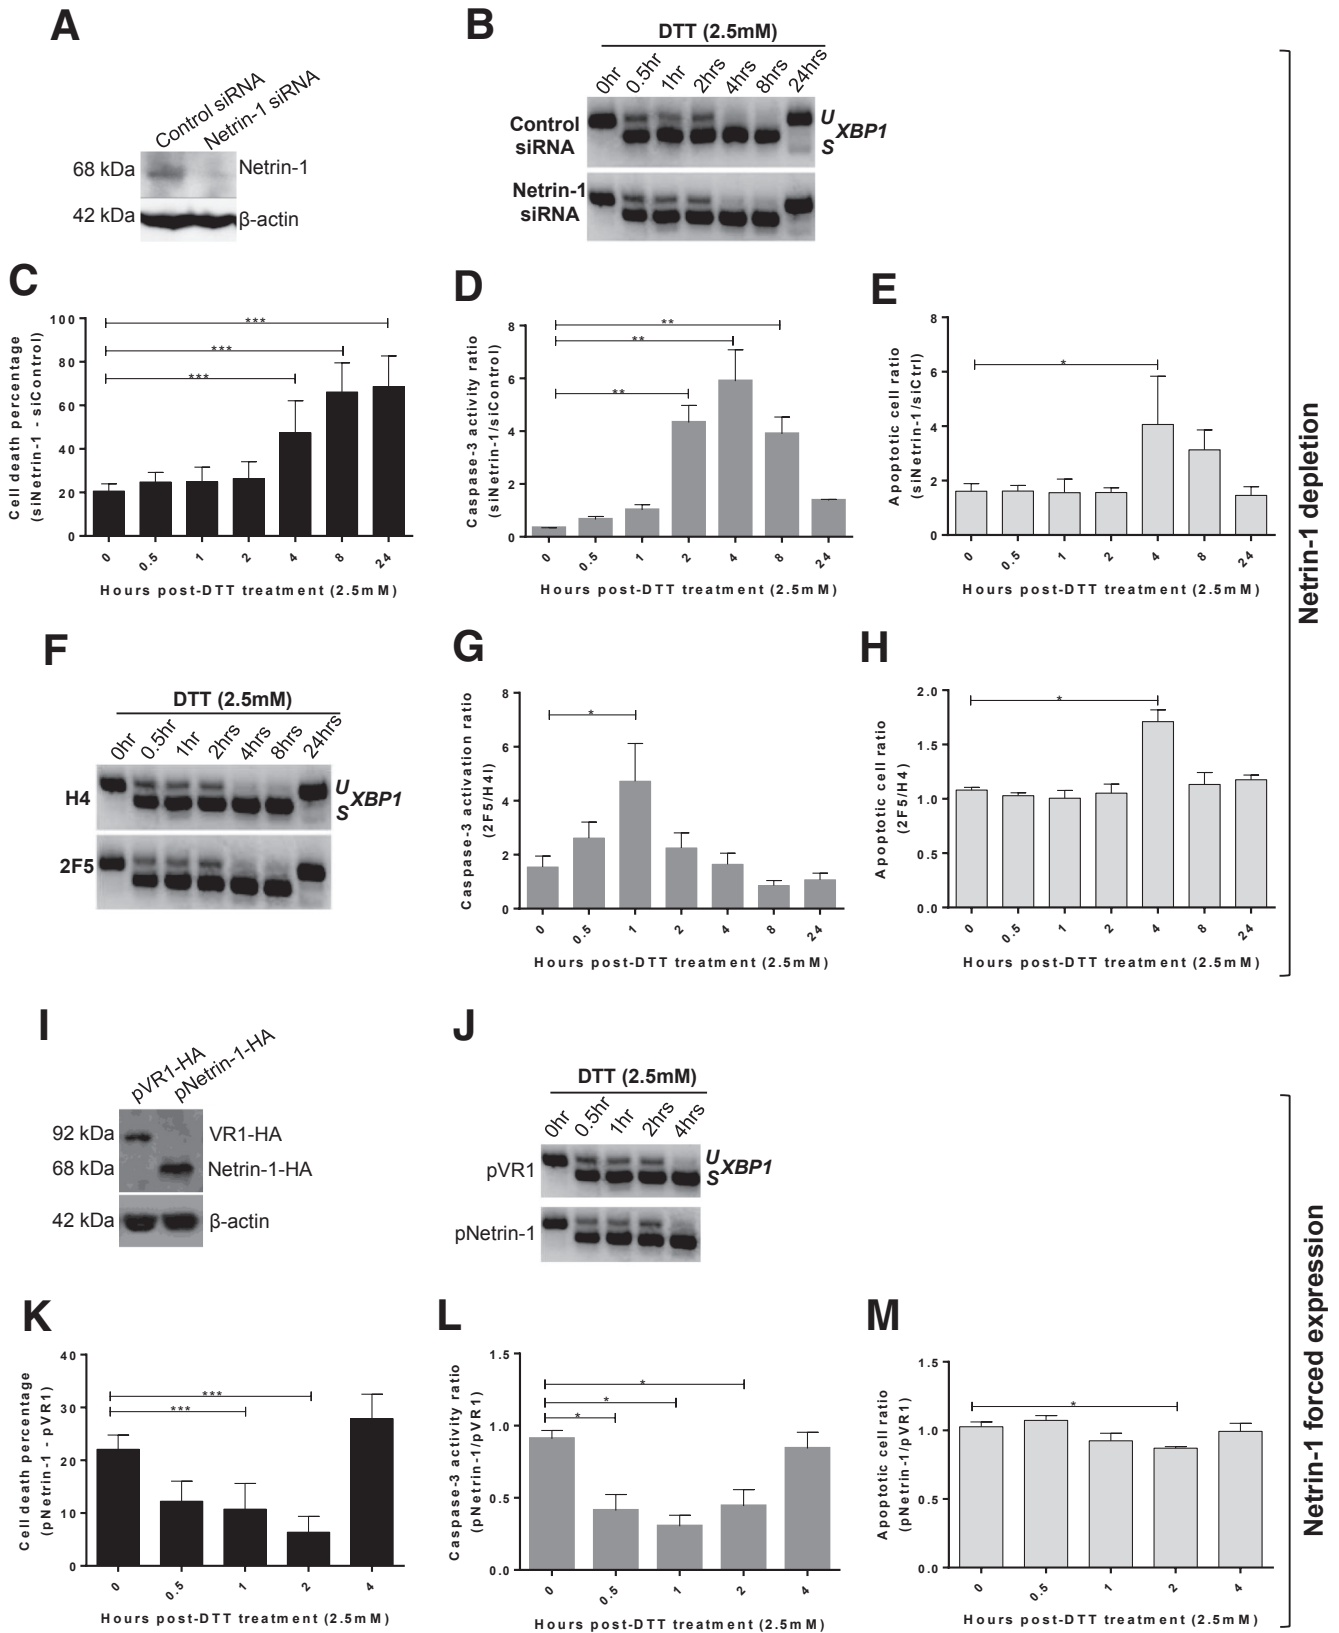 A
Control siRNA
Netrin-1 siRNA
68 kDa
Netrin-1
42 kDa
β-actin
B
DTT (2.5mM)
0hr 0.5hr 1hr 2hrs 4hrs 8hrs 24hrs
Control
siRNA
U
XBP1
S
Netrin-1
siRNA
C
Cell death percentage
(siNetrin-1 - siControl)
100
80
60
40
20
0
***
***
***
0 0.5 1 2 4 8 24
Hours post-DTT treatment (2.5mM)
D
Caspase-3 activity ratio
(siNetrin-1/siControl)
8
6
4
2
0
**
**
**
0 0.5 1 2 4 8 24
Hours post-DTT treatment (2.5mM)
E
Apoptotic cell ratio
(siNetrin-1/siCtrl)
8
6
4
2
0
*
0 0.5 1 2 4 8 24
Hours post-DTT treatment (2.5mM)
Netrin-1 depletion
F
DTT (2.5mM)
0hr 0.5hr 1hr 2hrs 4hrs 8hrs 24hrs
H4
U
XBP1
S
2F5
G
Caspase-3 activation ratio
(2F5/H4I)
8
6
4
2
0
*
0 0.5 1 2 4 8 24
Hours post-DTT treatment (2.5mM)
H
Apoptotic cell ratio
(2F5/H4)
2.0
1.5
1.0
0.5
0.0
*
0 0.5 1 2 4 8 24
Hours post-DTT treatment (2.5mM)
I
pVR1-HA
pNetrin-1-HA
92 kDa
VR1-HA
68 kDa
Netrin-1-HA
42 kDa
β-actin
J
DTT (2.5mM)
0hr 0.5hr 1hr 2hrs 4hrs
pVR1
U
XBP1
S
pNetrin-1
K
Cell death percentage
(pNetrin-1 - pVR1)
40
30
20
10
0
***
***
0 0.5 1 2 4
Hours post-DTT treatment (2.5mM)
L
Caspase-3 activity ratio
(pNetrin-1/pVR1)
1.5
1.0
0.5
0.0
*
*
*
0 0.5 1 2 4
Hours post-DTT treatment (2.5mM)
M
Apoptotic cell ratio
(pNetrin-1/pVR1)
1.5
1.0
0.5
0.0
*
0 0.5 1 2 4
Hours post-DTT treatment (2.5mM)
Netrin-1 forced expression